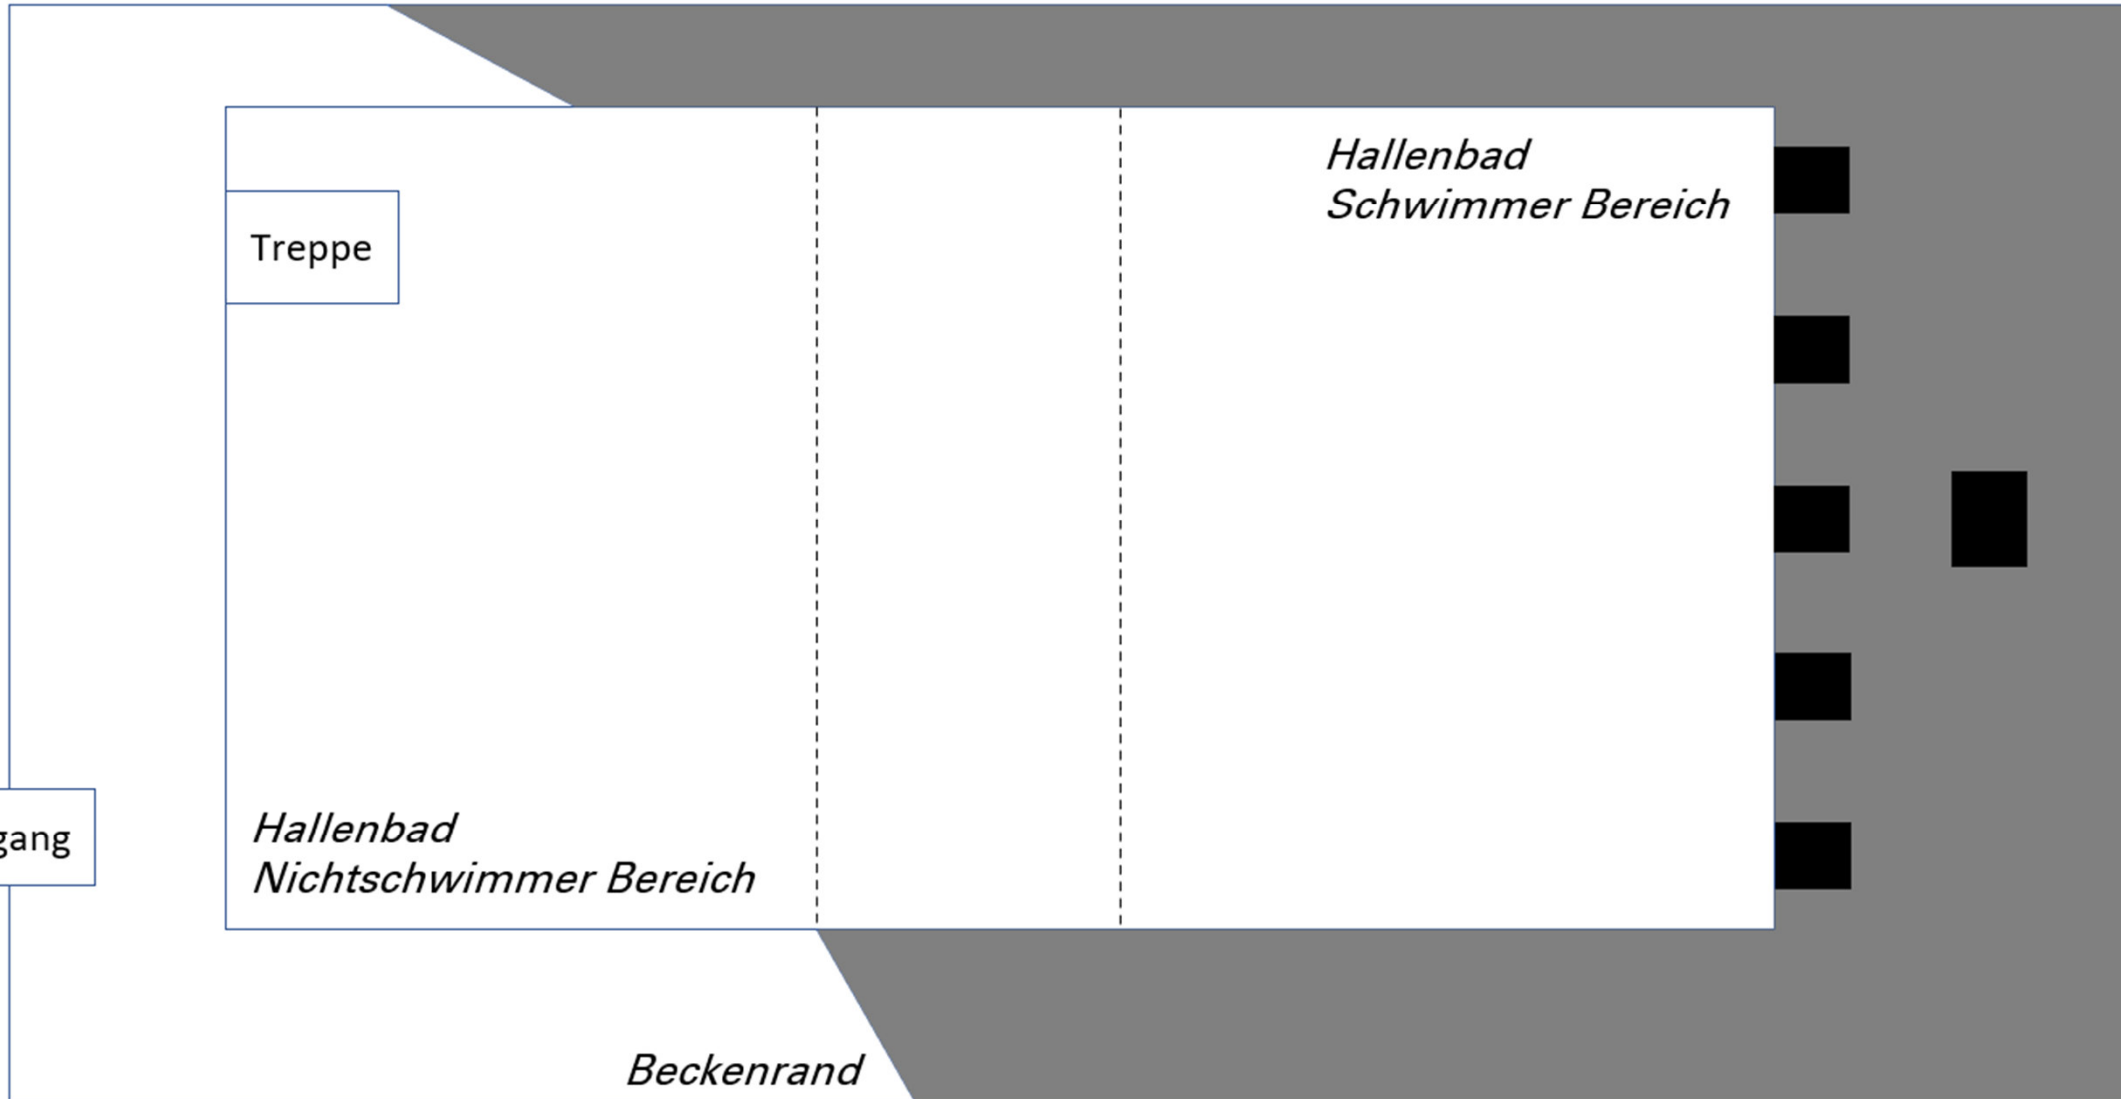 Hallenbad
Schwimmer Bereich
Treppe
Hallenbad
Nichtschwimmer Bereich
gang
Beckenrand